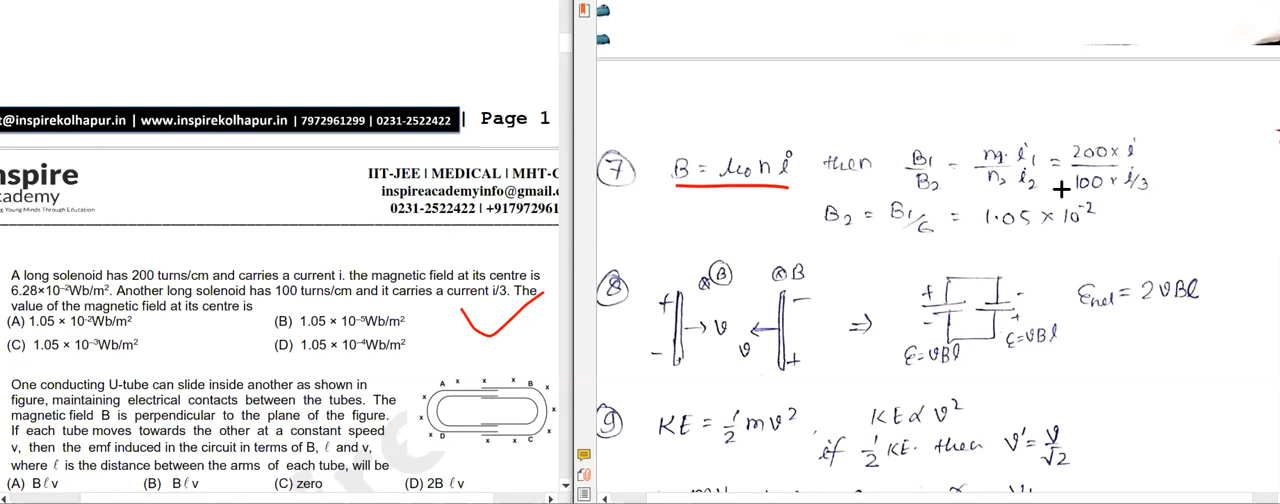 t@inspirekolhapur.in | www.inspirekolhapur.in | 7972961299 | 0231-2522422 | Page 1
nspire
cademy
ng Young Minds Through Education
IIT-JEE | MEDICAL | MHT-C
inspireacademyinfo@gmail.c
0231-2522422 | +917972961
A long solenoid has 200 turns/cm and carries a current i. the magnetic field at its centre is
6.28×10⁻²Wb/m². Another long solenoid has 100 turns/cm and it carries a current i/3. The
value of the magnetic field at its centre is
(A) 1.05 × 10⁻²Wb/m² (B) 1.05 × 10⁻⁵Wb/m²
(C) 1.05 × 10⁻³Wb/m² (D) 1.05 × 10⁻⁴Wb/m²
One conducting U-tube can slide inside another as shown in
figure, maintaining electrical contacts between the tubes. The
magnetic field B is perpendicular to the plane of the figure.
If each tube moves towards the other at a constant speed
v, then the emf induced in the circuit in terms of B, ℓ and v,
where ℓ is the distance between the arms of each tube, will be
(A) B ℓ v (B) B ℓ v (C) zero (D) 2B ℓ v
A x x x B
x x
x x
x D x x C x
7 B = μ₀ n i then B₁/B₂ = n₁ i₁/n₂ i₂ = 200 × i/100 × i/3
B₂ = B₁/6 = 1.05 × 10⁻²
8 + - ⊗ B → v v ← ⊗ B - + ⇒ + - - + Ɛnet = 2vBl
Ɛ=vBl Ɛ=vBl
9 KE = ½ mv², KE ∝ v²
if ½ KE then v' = v/√2